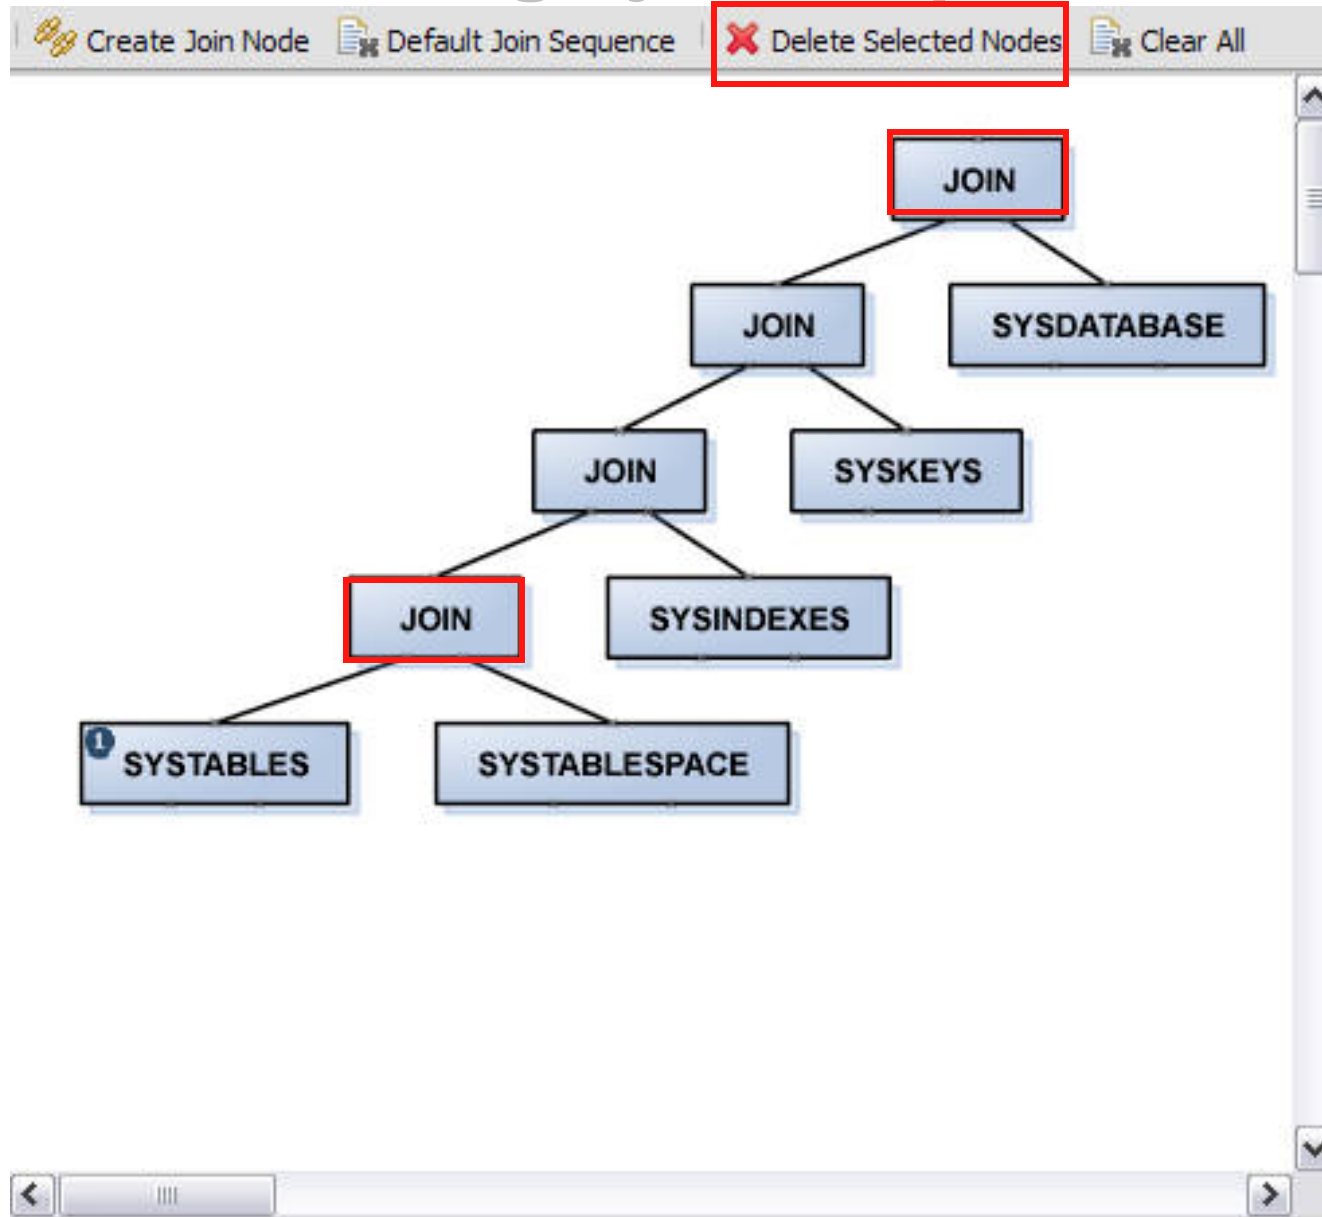 Create Join Node Default Join Sequence Delete Selected Nodes Clear All
JOIN
JOIN SYSDATABASE
JOIN SYSKEYS
JOIN SYSINDEXES
1 SYSTABLES SYSTABLESPACE